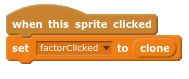 when this sprite clicked
set factorClicked to clone